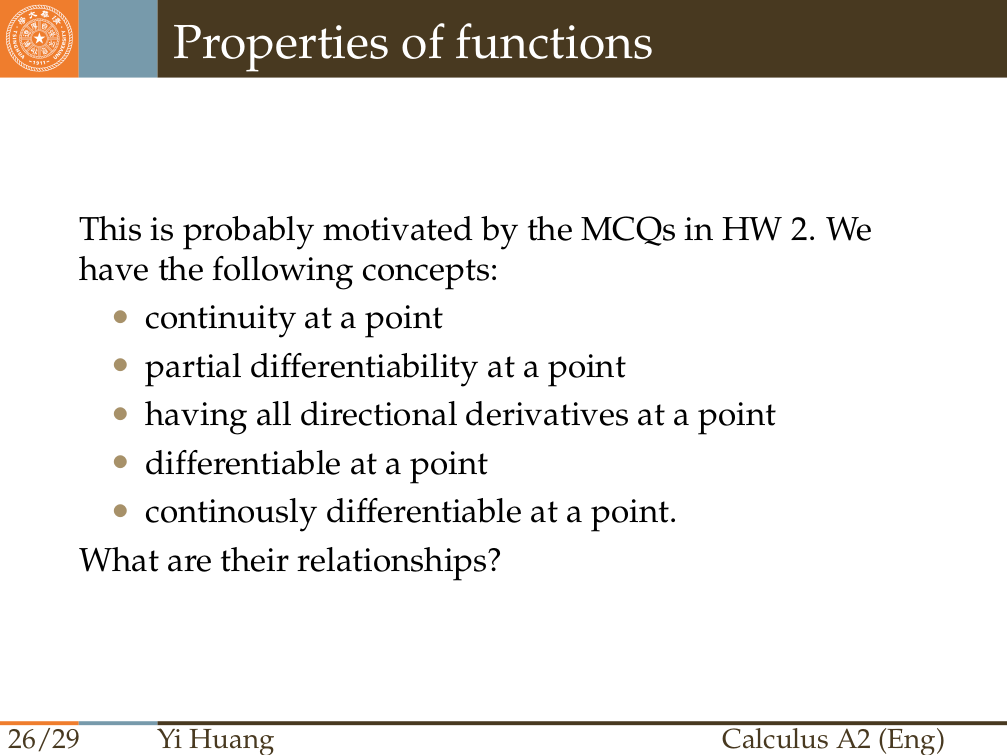 Properties of functions
This is probably motivated by the MCQs in HW 2. We
have the following concepts:
• continuity at a point
• partial differentiability at a point
• having all directional derivatives at a point
• differentiable at a point
• continously differentiable at a point.
What are their relationships?
26/29 Yi Huang Calculus A2 (Eng)